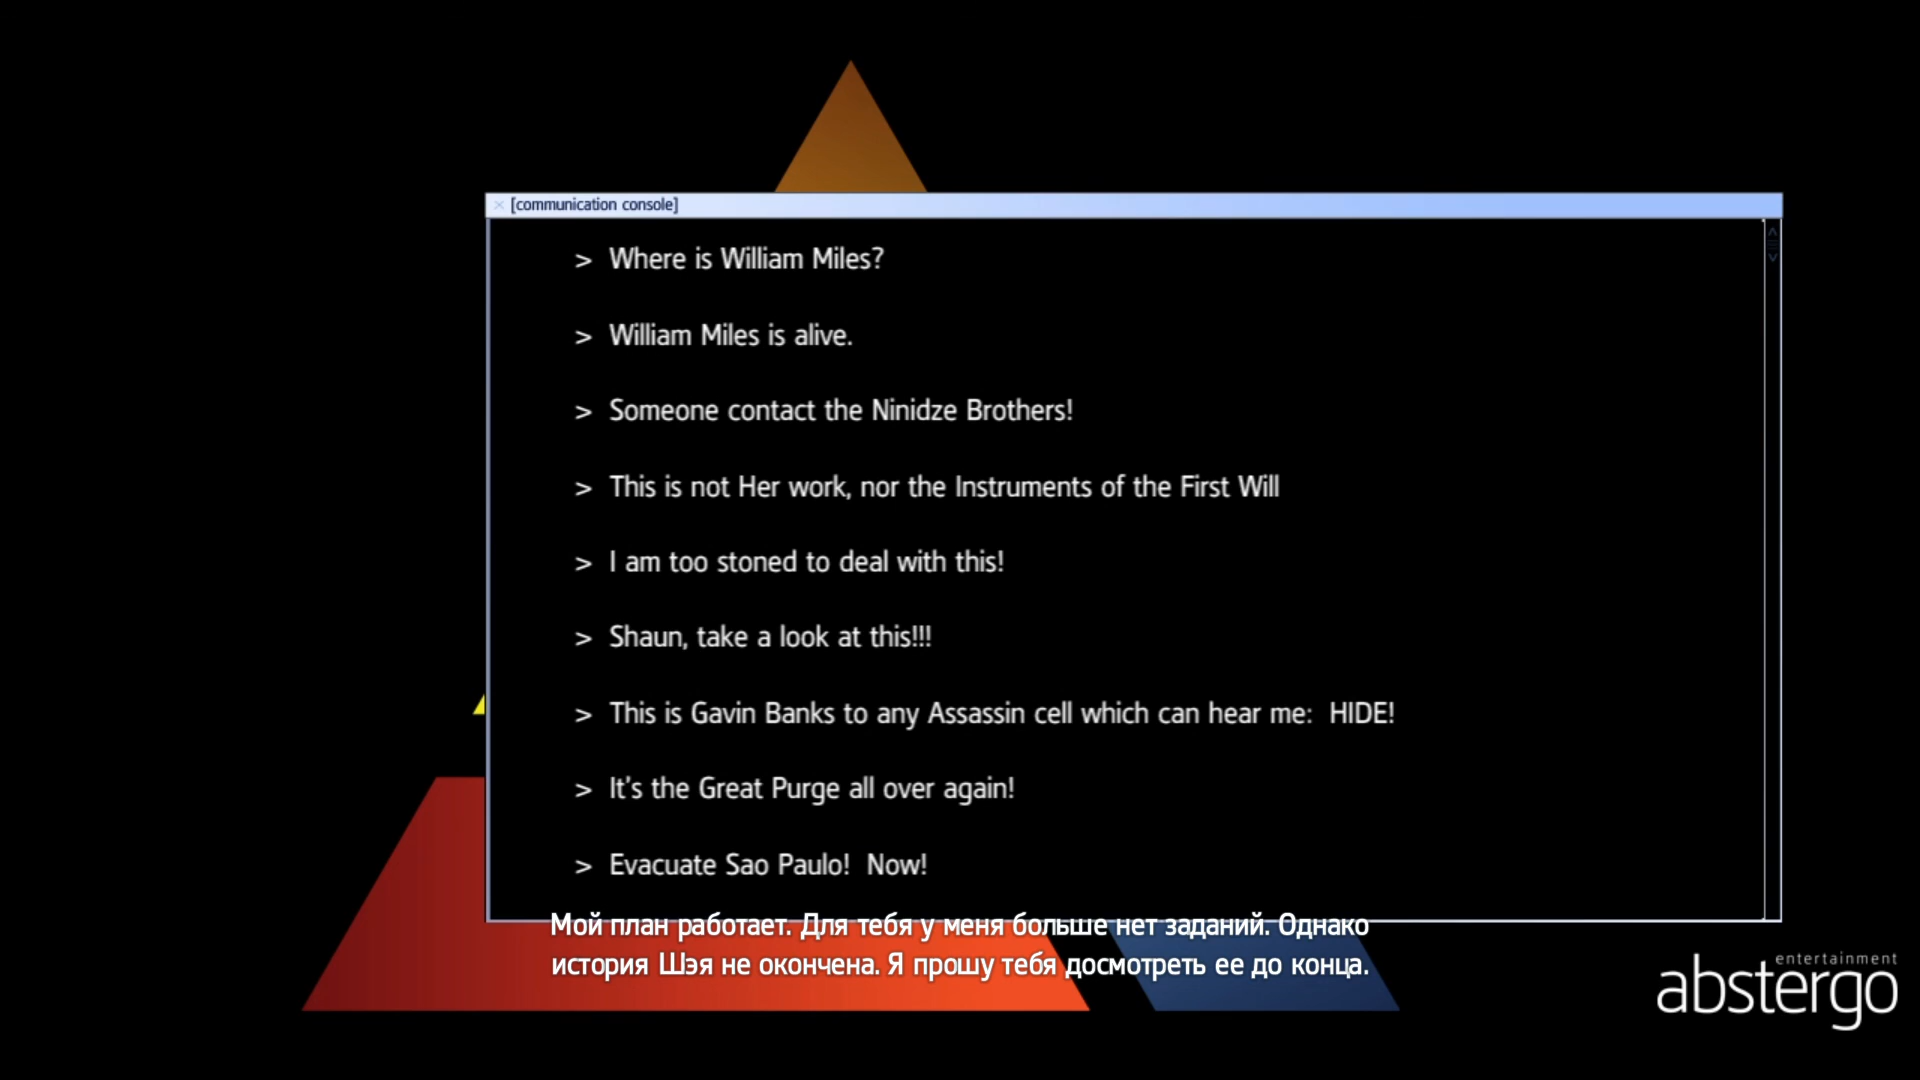 [communication console]
> Where is William Miles?
> William Miles is alive.
> Someone contact the Ninidze Brothers!
> This is not Her work, nor the Instruments of the First Will
> I am too stoned to deal with this!
> Shaun, take a look at this!!!
> This is Gavin Banks to any Assassin cell which can hear me:  HIDE!
> It's the Great Purge all over again!
> Evacuate Sao Paulo!  Now!
Мой план работает. Для тебя у меня больше нет заданий. Однако
история Шэя не окончена. Я прошу тебя досмотреть ее до конца.
entertainment
abstergo